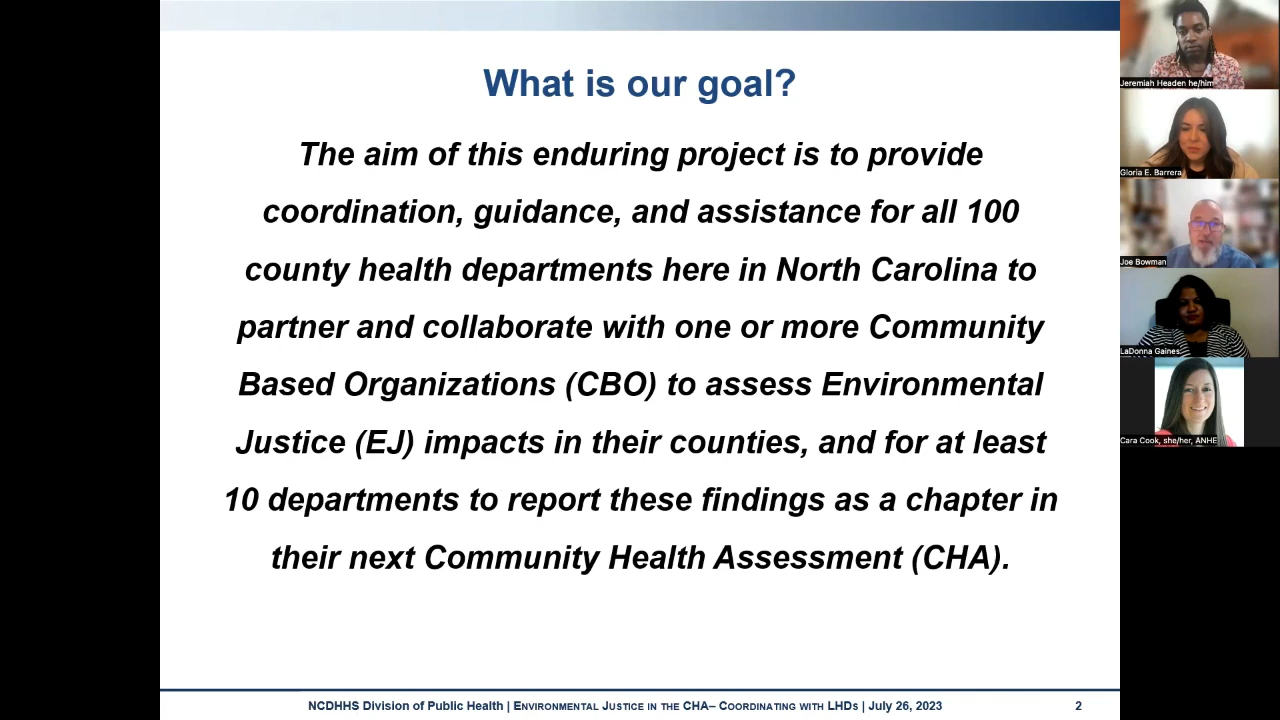 What is our goal?
The aim of this enduring project is to provide
coordination, guidance, and assistance for all 100
county health departments here in North Carolina to
partner and collaborate with one or more Community
Based Organizations (CBO) to assess Environmental
Justice (EJ) impacts in their counties, and for at least
10 departments to report these findings as a chapter in
their next Community Health Assessment (CHA).
NCDHHS Division of Public Health | ENVIRONMENTAL JUSTICE IN THE CHA– COORDINATING WITH LHDS | July 26, 2023
2
Jeremiah Headen he/him
Gloria E. Barrera
Joe Bowman
LaDonna Gaines
Cara Cook, she/her, ANHE